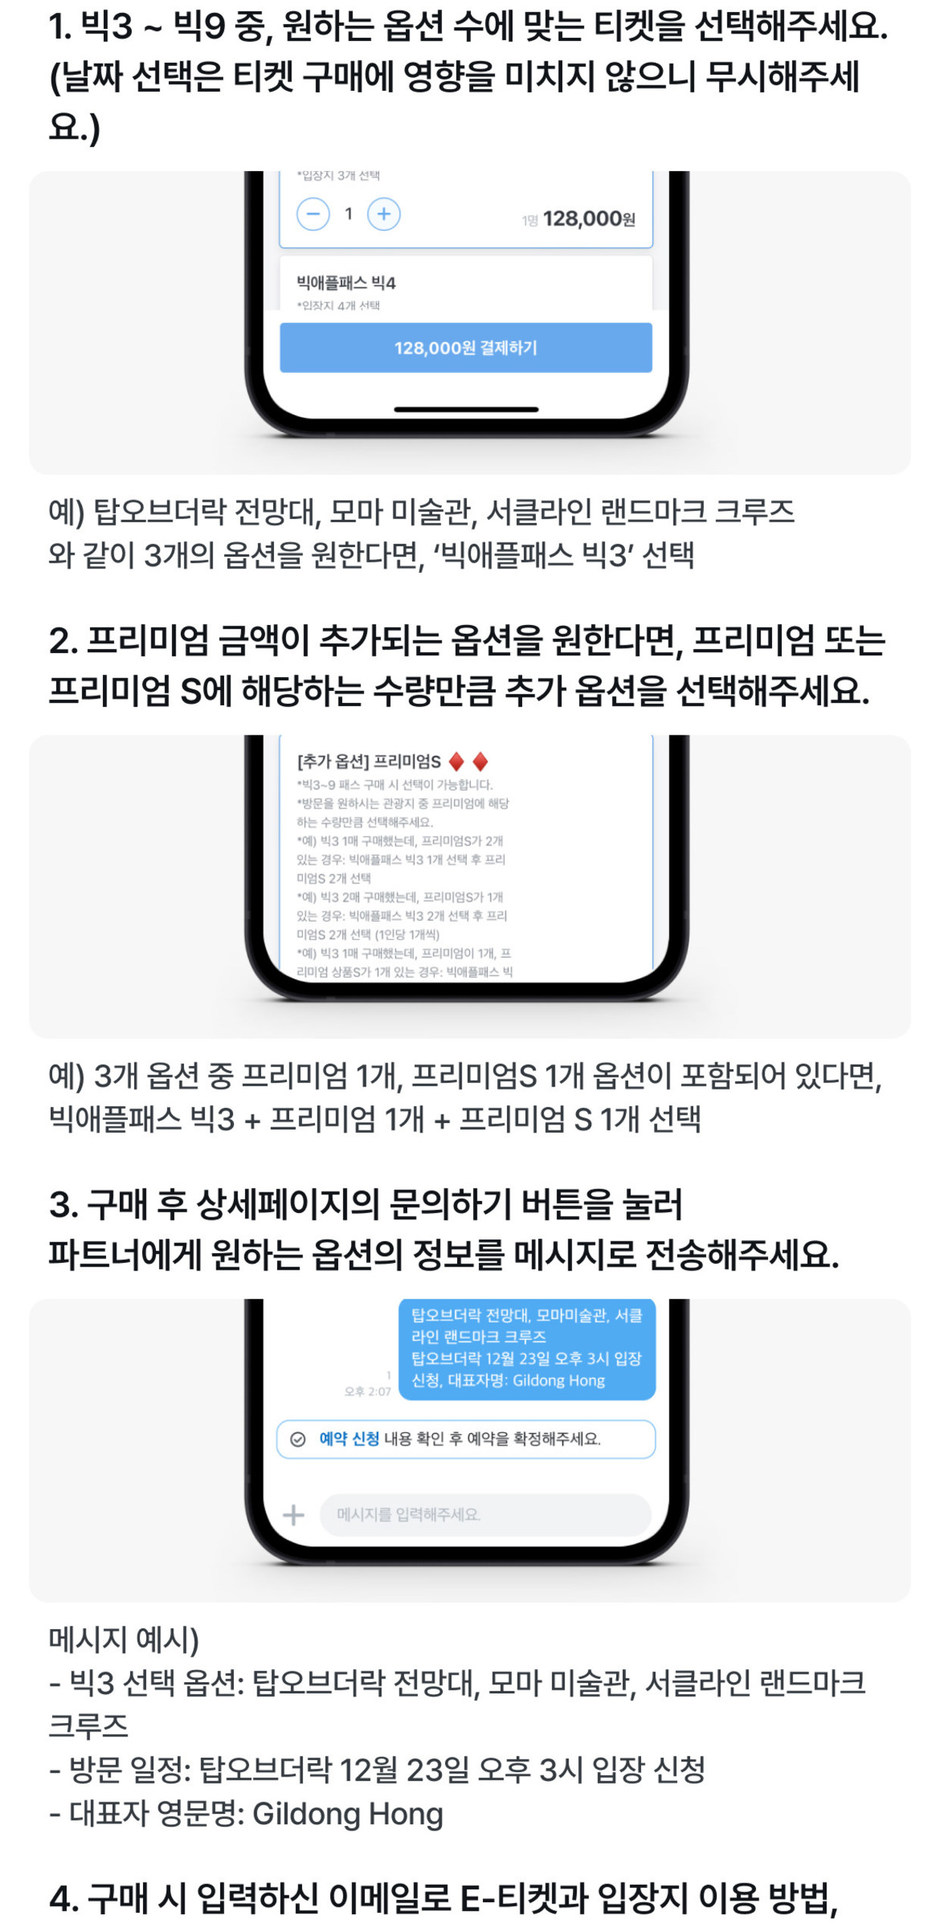 1. 빅3 ~ 빅9 중, 원하는 옵션 수에 맞는 티켓을 선택해주세요.
(날짜 선택은 티켓 구매에 영향을 미치지 않으니 무시해주세
요.)
*입장지 3개 선택
1
1명 128,000원
빅애플패스 빅4
*입장지 4개 선택
128,000원 결제하기
예) 탑오브더락 전망대, 모마 미술관, 서클라인 랜드마크 크루즈
와 같이 3개의 옵션을 원한다면, ‘빅애플패스 빅3’ 선택
2. 프리미엄 금액이 추가되는 옵션을 원한다면, 프리미엄 또는
프리미엄 S에 해당하는 수량만큼 추가 옵션을 선택해주세요.
[추가 옵션] 프리미엄S ♦️ ♦️
*빅3~9 패스 구매 시 선택이 가능합니다.
*방문을 원하시는 관광지 중 프리미엄에 해당
하는 수량만큼 선택해주세요.
*예) 빅3 1매 구매했는데, 프리미엄S가 2개
있는 경우: 빅애플패스 빅3 1개 선택 후 프리
미엄S 2개 선택
*예) 빅3 2매 구매했는데, 프리미엄S가 1개
있는 경우: 빅애플패스 빅3 2개 선택 후 프리
미엄S 2개 선택 (1인당 1개씩)
*예) 빅3 1매 구매했는데, 프리미엄이 1개, 프
리미엄 상품S가 1개 있는 경우: 빅애플패스 빅
예) 3개 옵션 중 프리미엄 1개, 프리미엄S 1개 옵션이 포함되어 있다면,
빅애플패스 빅3 + 프리미엄 1개 + 프리미엄 S 1개 선택
3. 구매 후 상세페이지의 문의하기 버튼을 눌러
파트너에게 원하는 옵션의 정보를 메시지로 전송해주세요.
탑오브더락 전망대, 모마미술관, 서클
라인 랜드마크 크루즈
탑오브더락 12월 23일 오후 3시 입장
신청, 대표자명: Gildong Hong
1
오후 2:07
예약 신청 내용 확인 후 예약을 확정해주세요.
메시지를 입력해주세요.
메시지 예시)
- 빅3 선택 옵션: 탑오브더락 전망대, 모마 미술관, 서클라인 랜드마크
크루즈
- 방문 일정: 탑오브더락 12월 23일 오후 3시 입장 신청
- 대표자 영문명: Gildong Hong
4. 구매 시 입력하신 이메일로 E-티켓과 입장지 이용 방법,